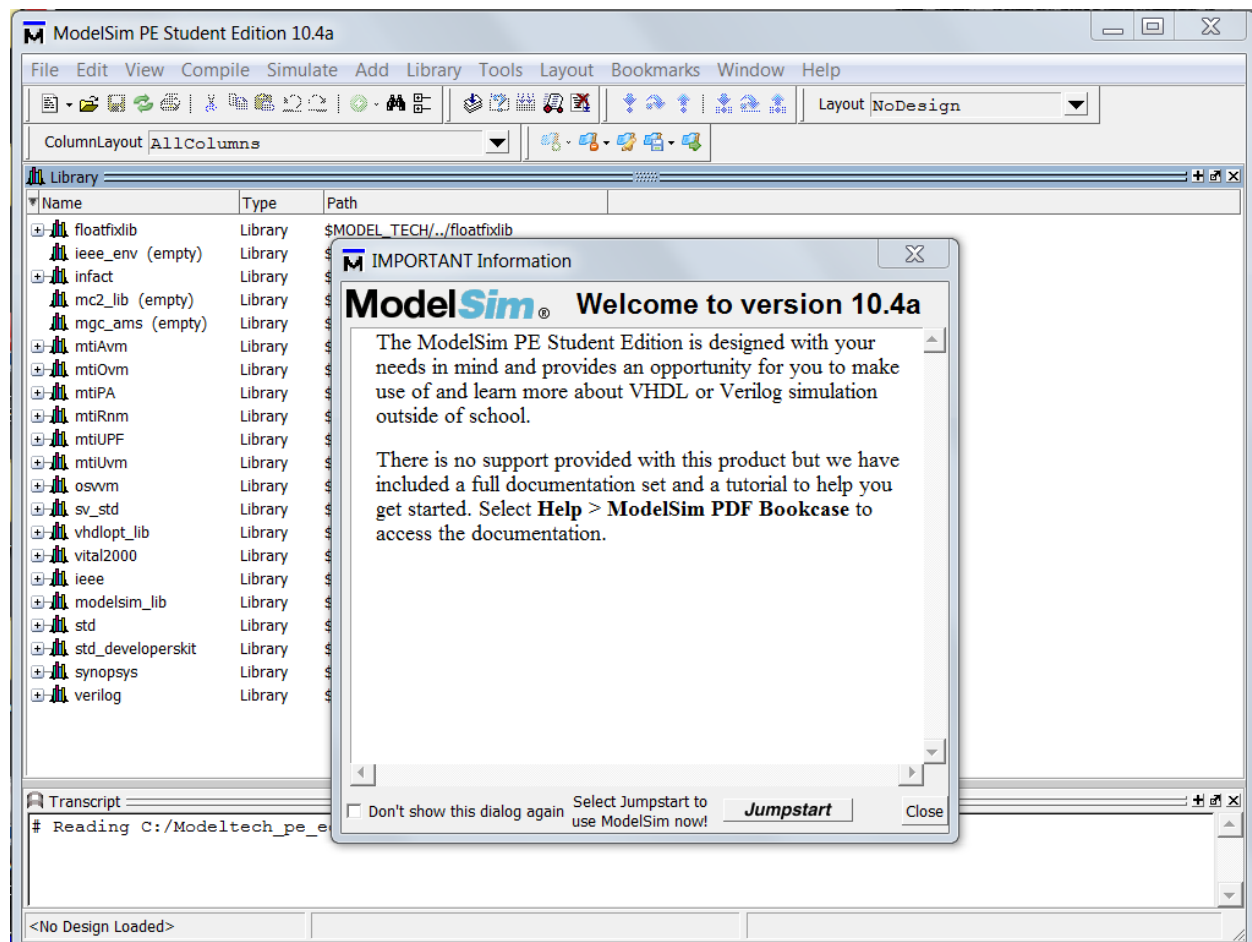 ModelSim PE Student Edition 10.4a
File Edit View Compile Simulate Add Library Tools Layout Bookmarks Window Help
Layout NoDesign
ColumnLayout AllColumns
Library
Name Type Path
floatfixlib Library $MODEL_TECH/../floatfixlib
ieee_env (empty) Library $
infact Library $
mc2_lib (empty) Library $
mgc_ams (empty) Library $
mtiAvm Library $
mtiOvm Library $
mtiPA Library $
mtiRnm Library $
mtiUPF Library $
mtiUvm Library $
osvvm Library $
sv_std Library $
vhdlopt_lib Library $
vital2000 Library $
ieee Library $
modelsim_lib Library $
std Library $
std_developerskit Library $
synopsys Library $
verilog Library $
IMPORTANT Information
ModelSim® Welcome to version 10.4a
The ModelSim PE Student Edition is designed with your
needs in mind and provides an opportunity for you to make
use of and learn more about VHDL or Verilog simulation
outside of school.
There is no support provided with this product but we have
included a full documentation set and a tutorial to help you
get started. Select Help > ModelSim PDF Bookcase to
access the documentation.
Don't show this dialog again
Select Jumpstart to
use ModelSim now!
Jumpstart
Close
Transcript
# Reading C:/Modeltech_pe_e
<No Design Loaded>